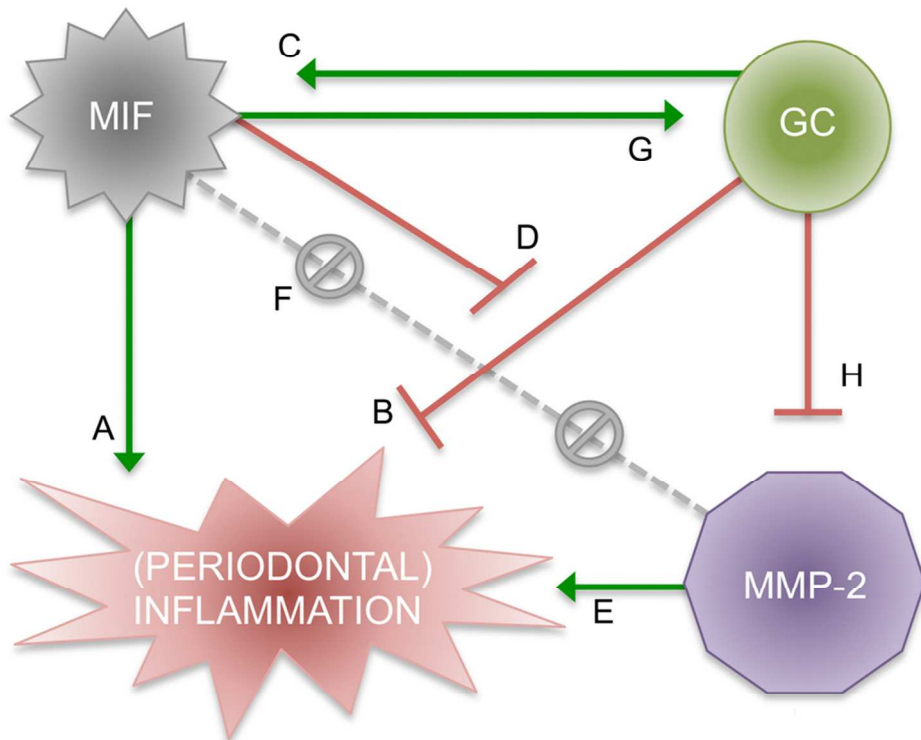 C
MIF
GC
G
D
F
H
B
A
(PERIODONTAL)
INFLAMMATION
MMP-2
E